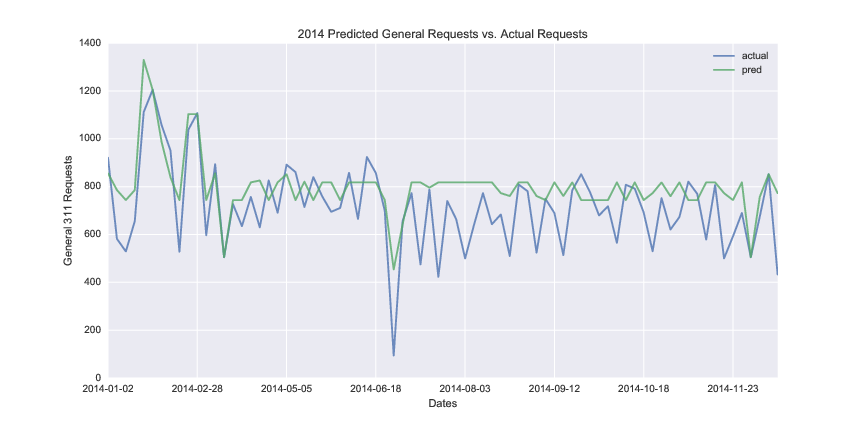 2014 Predicted General Requests vs. Actual Requests
1400
1200
1000
800
600
400
200
0
General 311 Requests
actual
pred
2014-01-02 2014-02-28 2014-05-05 2014-06-18 2014-08-03 2014-09-12 2014-10-18 2014-11-23
Dates